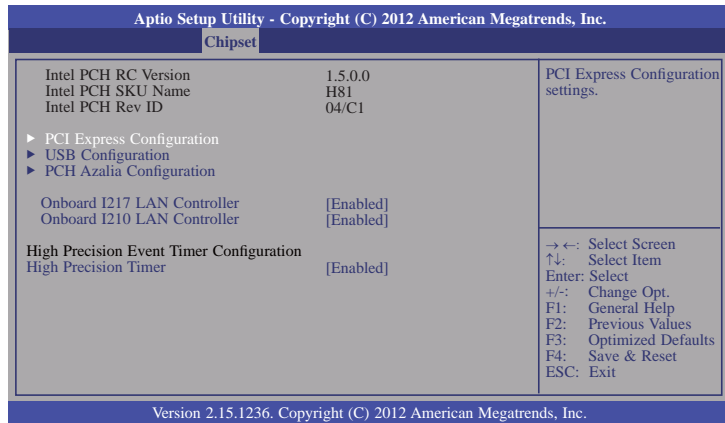 Aptio Setup Utility - Copyright (C) 2012 American Megatrends, Inc.
Chipset
Intel PCH RC Version 1.5.0.0
Intel PCH SKU Name H81
Intel PCH Rev ID 04/C1
▶ PCI Express Configuration
▶ USB Configuration
▶ PCH Azalia Configuration
Onboard I217 LAN Controller [Enabled]
Onboard I210 LAN Controller [Enabled]
High Precision Event Timer Configuration
High Precision Timer [Enabled]
PCI Express Configuration
settings.
→←: Select Screen
↑↓: Select Item
Enter: Select
+/-: Change Opt.
F1: General Help
F2: Previous Values
F3: Optimized Defaults
F4: Save & Reset
ESC: Exit
Version 2.15.1236. Copyright (C) 2012 American Megatrends, Inc.